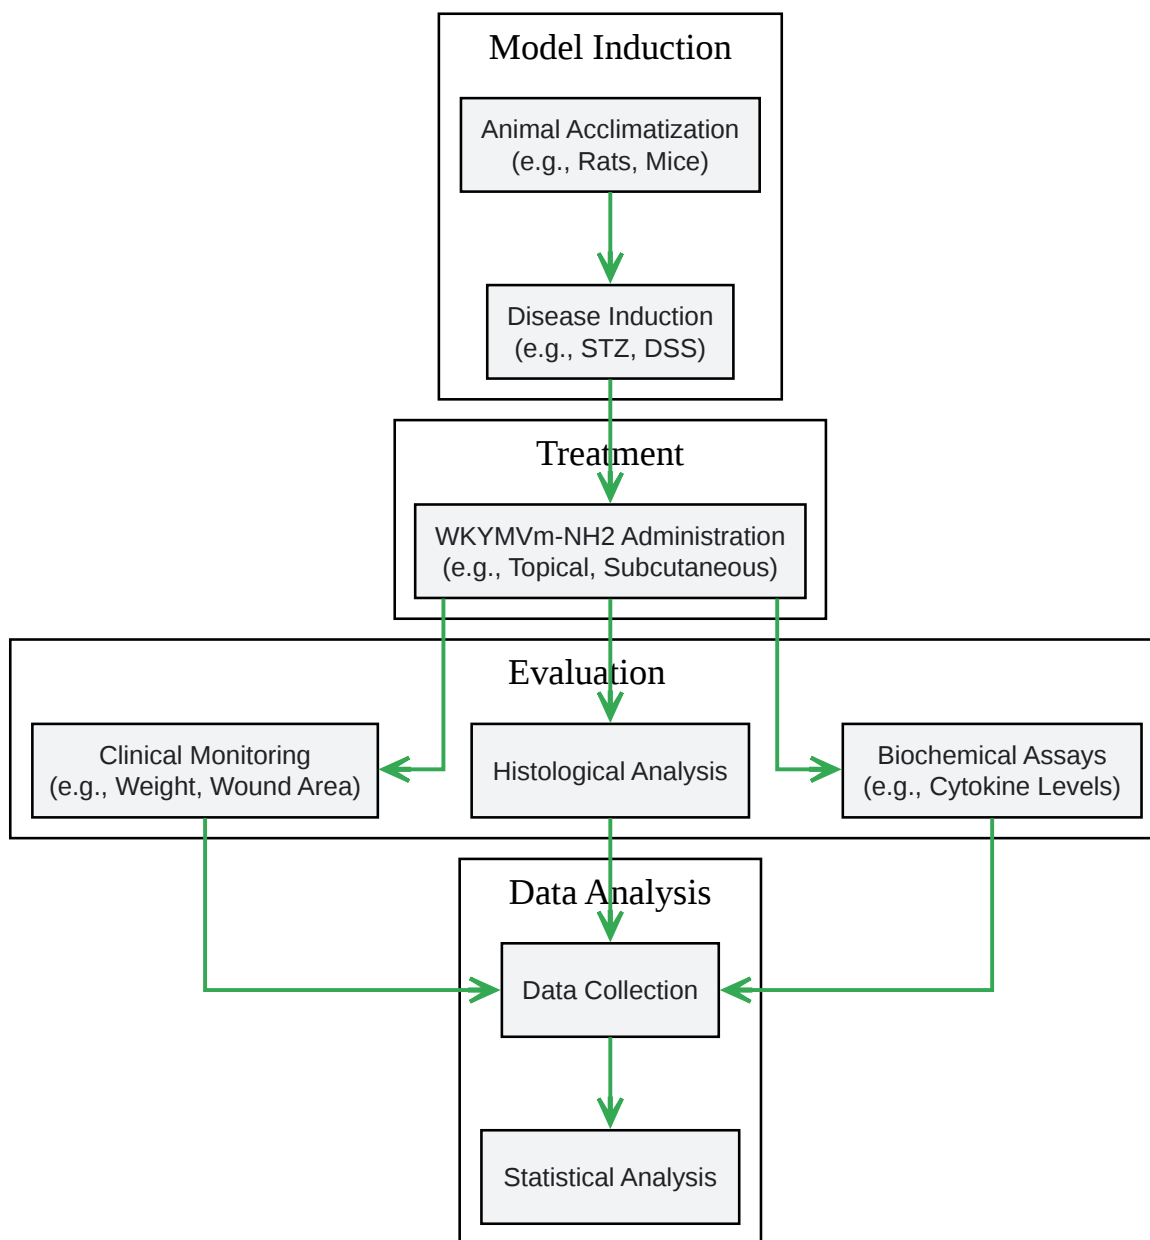 Model Induction
Animal Acclimatization
(e.g., Rats, Mice)
Disease Induction
(e.g., STZ, DSS)
Treatment
WKYMVm-NH2 Administration
(e.g., Topical, Subcutaneous)
Evaluation
Clinical Monitoring
(e.g., Weight, Wound Area)
Histological Analysis
Biochemical Assays
(e.g., Cytokine Levels)
Data Analysis
Data Collection
Statistical Analysis